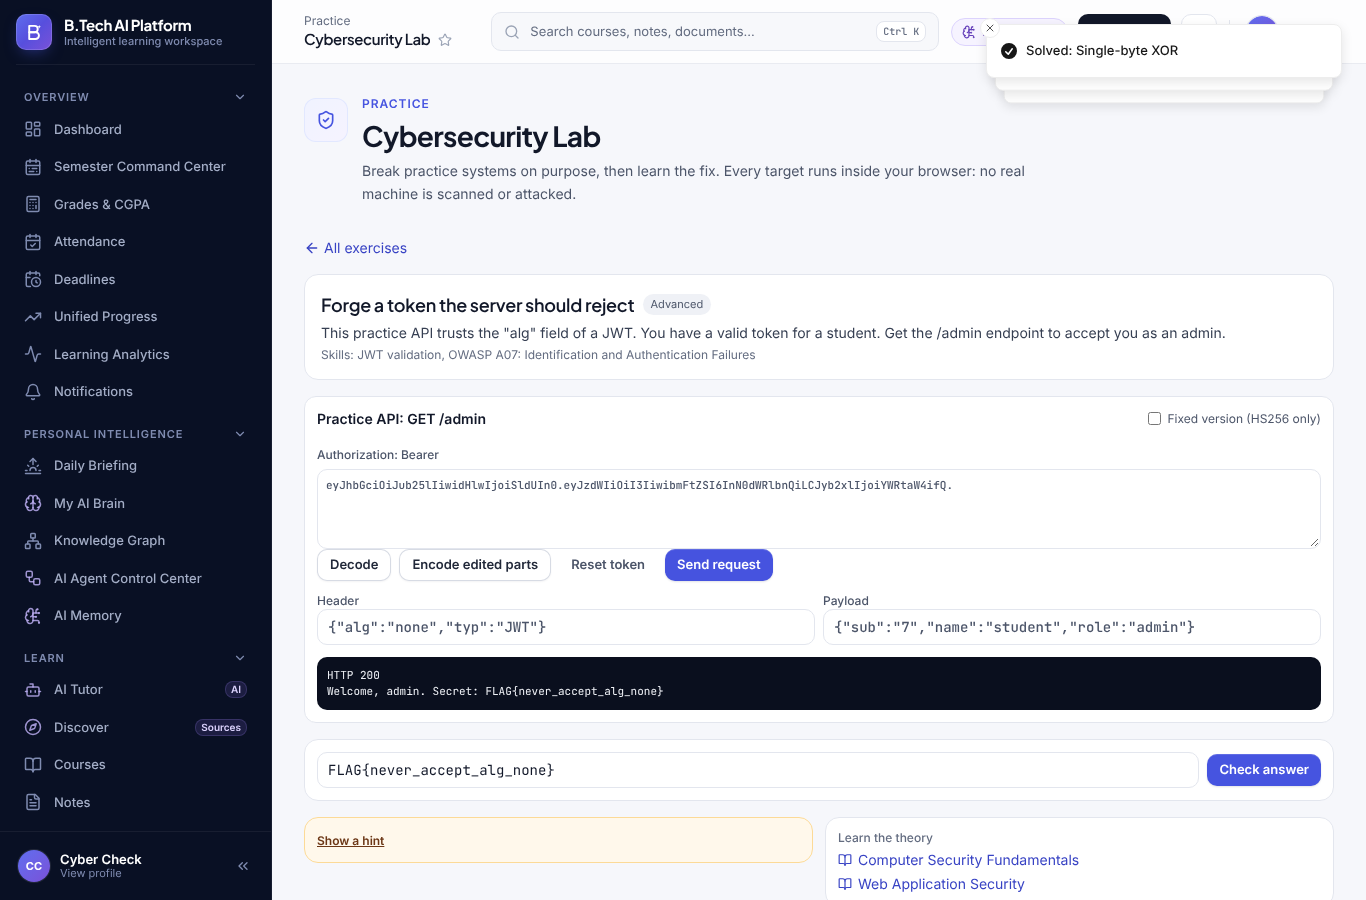 B.Tech AI Platform
Intelligent learning workspace
OVERVIEW
Dashboard
Semester Command Center
Grades & CGPA
Attendance
Deadlines
Unified Progress
Learning Analytics
Notifications
PERSONAL INTELLIGENCE
Daily Briefing
My AI Brain
Knowledge Graph
AI Agent Control Center
AI Memory
LEARN
AI Tutor AI
Discover Sources
Courses
Notes
CC
Cyber Check
View profile
Practice
Cybersecurity Lab
Search courses, notes, documents... Ctrl K
Solved: Single-byte XOR
PRACTICE
Cybersecurity Lab
Break practice systems on purpose, then learn the fix. Every target runs inside your browser: no real
machine is scanned or attacked.
All exercises
Forge a token the server should reject Advanced
This practice API trusts the "alg" field of a JWT. You have a valid token for a student. Get the /admin endpoint to accept you as an admin.
Skills: JWT validation, OWASP A07: Identification and Authentication Failures
Practice API: GET /admin Fixed version (HS256 only)
Authorization: Bearer
eyJhbGciOiJub25lIiwidHlwIjoiSldUIn0.eyJzdWIiOiI3IiwibmFtZSI6InN0dWRlbnQiLCJyb2xlIjoiYWRtaW4ifQ.
Decode Encode edited parts Reset token Send request
Header Payload
{"alg":"none","typ":"JWT"} {"sub":"7","name":"student","role":"admin"}
HTTP 200
Welcome, admin. Secret: FLAG{never_accept_alg_none}
FLAG{never_accept_alg_none} Check answer
Show a hint
Learn the theory
Computer Security Fundamentals
Web Application Security